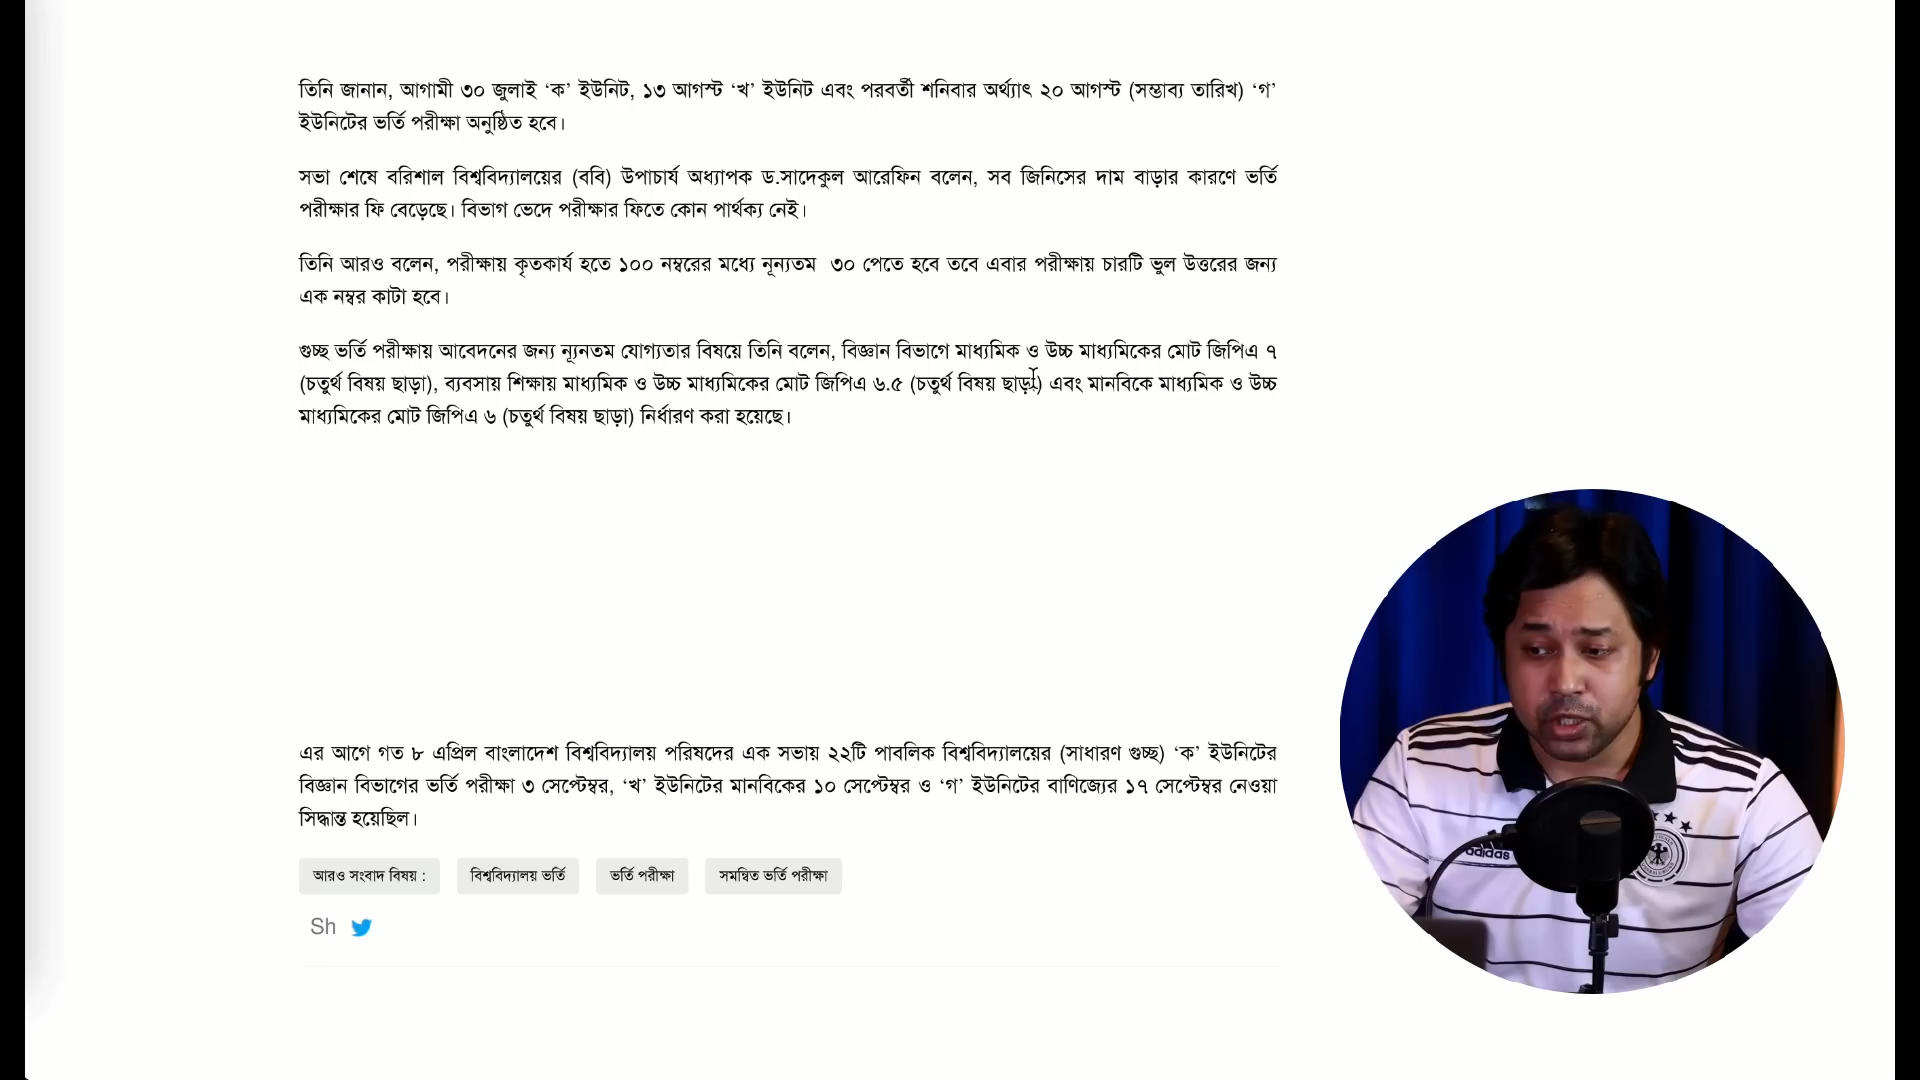 তিনি জানান, আগামী ৩০ জুলাই ‘ক’ ইউনিট, ১৩ আগস্ট ‘খ’ ইউনিট এবং পরবর্তী শনিবার অর্থ্যাৎ ২০ আগস্ট (সম্ভাব্য তারিখ) ‘গ’
ইউনিটের ভর্তি পরীক্ষা অনুষ্ঠিত হবে।
সভা শেষে বরিশাল বিশ্ববিদ্যালয়ের (ববি) উপাচার্য অধ্যাপক ড.সাদেকুল আরেফিন বলেন, সব জিনিসের দাম বাড়ার কারণে ভর্তি
পরীক্ষার ফি বেড়েছে। বিভাগ ভেদে পরীক্ষার ফিতে কোন পার্থক্য নেই।
তিনি আরও বলেন, পরীক্ষায় কৃতকার্য হতে ১০০ নম্বরের মধ্যে নূন্যতম ৩০ পেতে হবে তবে এবার পরীক্ষায় চারটি ভুল উত্তরের জন্য
এক নম্বর কাটা হবে।
গুচ্ছ ভর্তি পরীক্ষায় আবেদনের জন্য ন্যূনতম যোগ্যতার বিষয়ে তিনি বলেন, বিজ্ঞান বিভাগে মাধ্যমিক ও উচ্চ মাধ্যমিকের মোট জিপিএ ৭
(চতুর্থ বিষয় ছাড়া), ব্যবসায় শিক্ষায় মাধ্যমিক ও উচ্চ মাধ্যমিকের মোট জিপিএ ৬.৫ (চতুর্থ বিষয় ছাড়া) এবং মানবিকে মাধ্যমিক ও উচ্চ
মাধ্যমিকের মোট জিপিএ ৬ (চতুর্থ বিষয় ছাড়া) নির্ধারণ করা হয়েছে।
এর আগে গত ৮ এপ্রিল বাংলাদেশ বিশ্ববিদ্যালয় পরিষদের এক সভায় ২২টি পাবলিক বিশ্ববিদ্যালয়ের (সাধারণ গুচ্ছ) ‘ক’ ইউনিটের
বিজ্ঞান বিভাগের ভর্তি পরীক্ষা ৩ সেপ্টেম্বর, ‘খ’ ইউনিটের মানবিকের ১০ সেপ্টেম্বর ও ‘গ’ ইউনিটের বাণিজ্যের ১৭ সেপ্টেম্বর নেওয়া
সিদ্ধান্ত হয়েছিল।
আরও সংবাদ বিষয় : বিশ্ববিদ্যালয় ভর্তি ভর্তি পরীক্ষা সমন্বিত ভর্তি পরীক্ষা
Sh
adidas